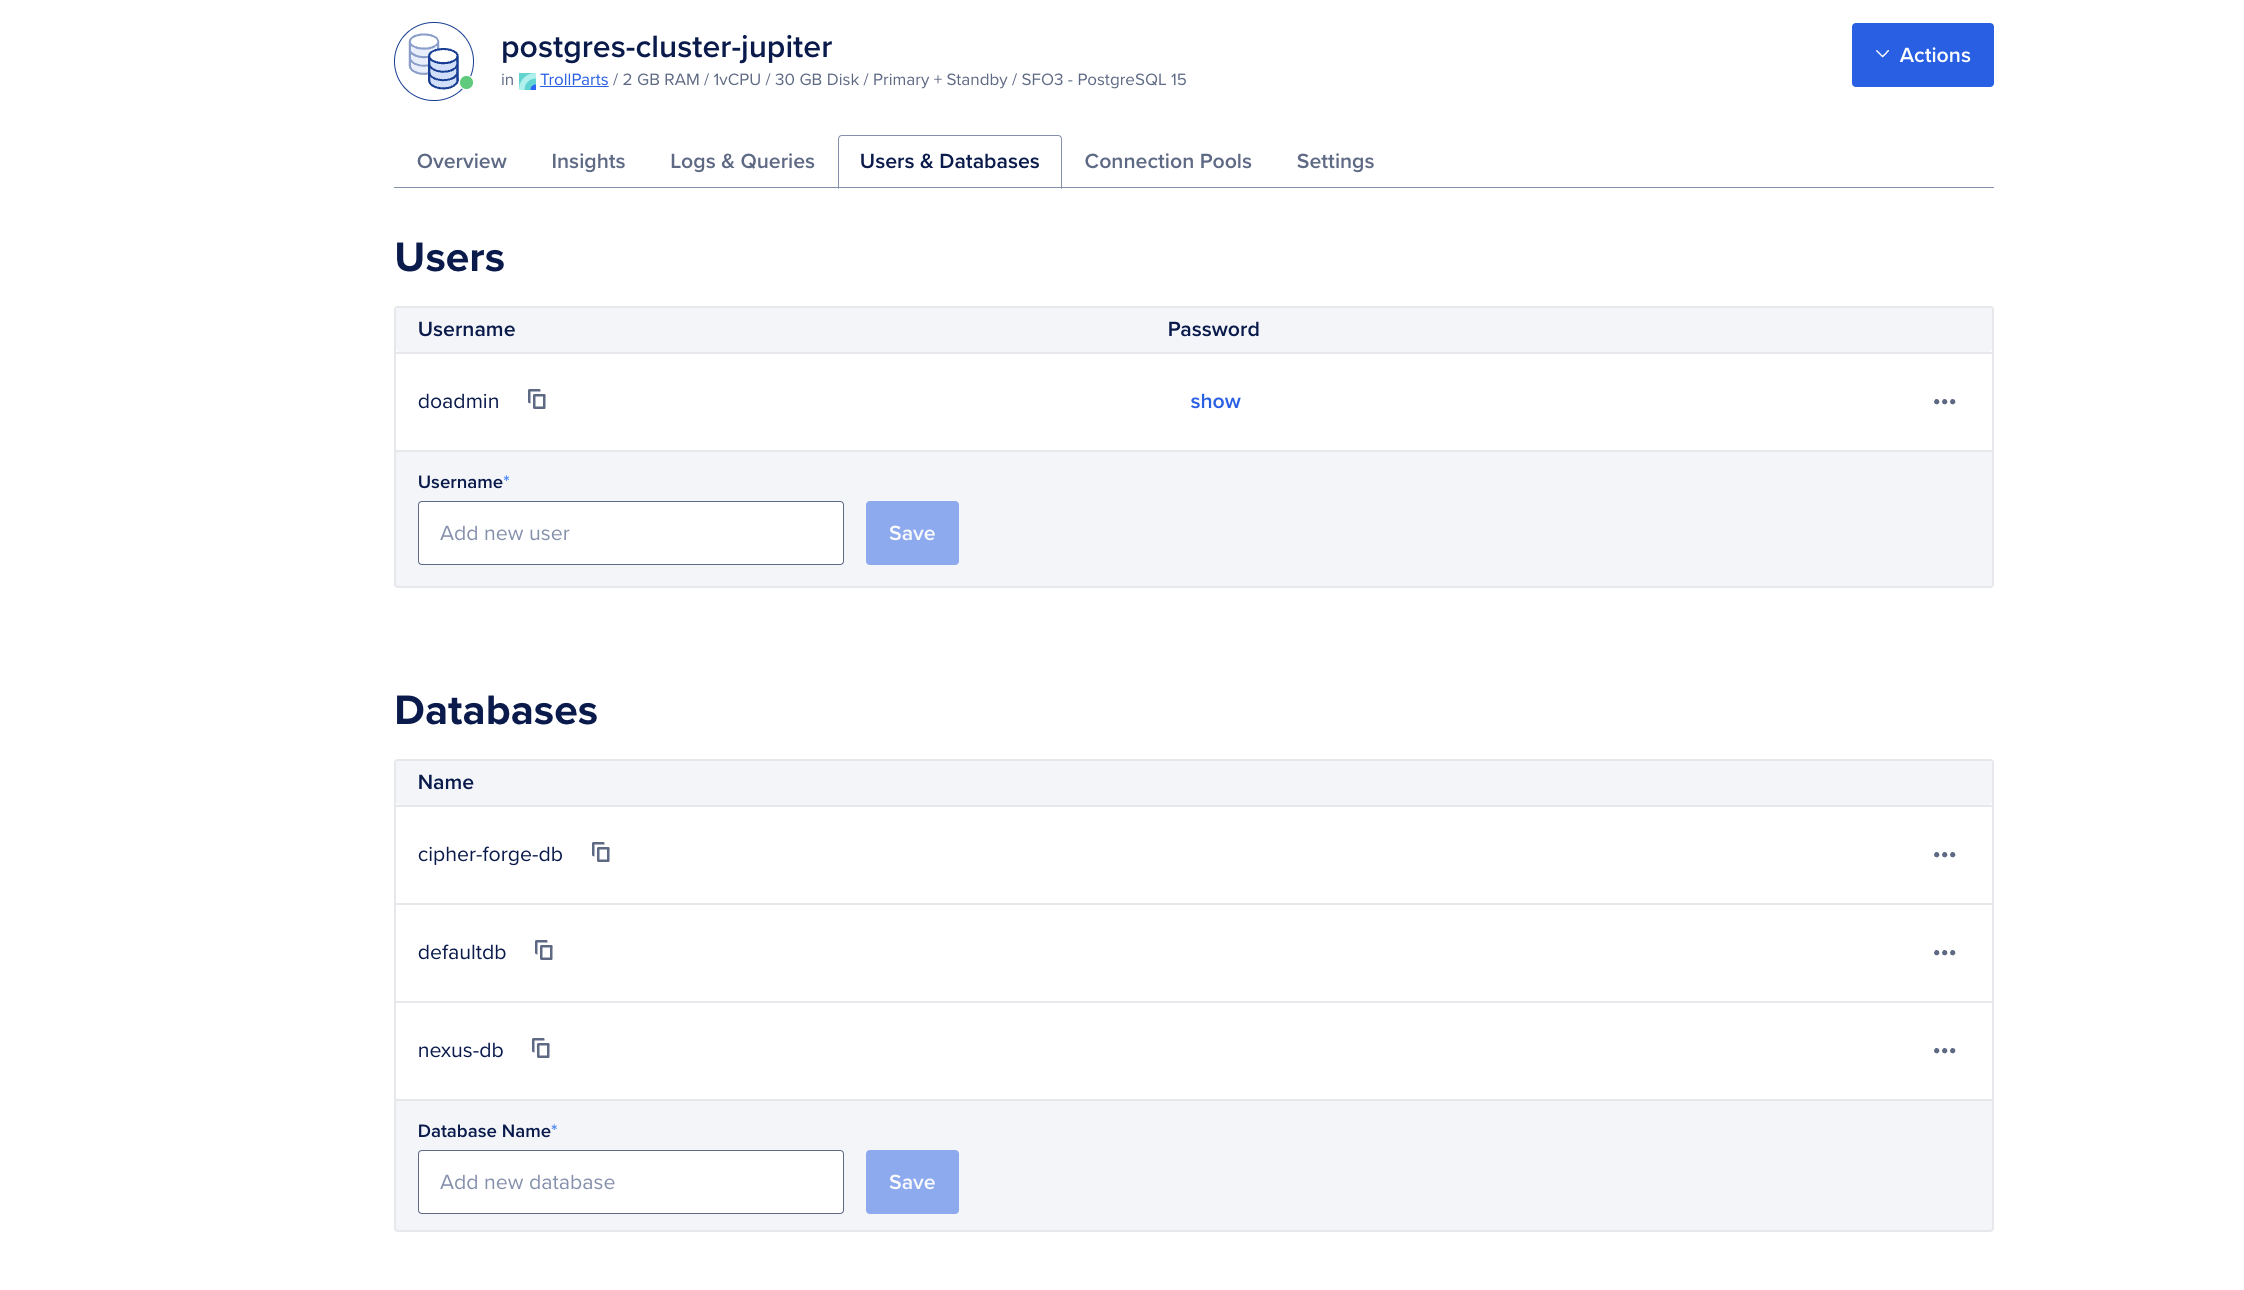 postgres-cluster-jupiter
in TrollParts / 2 GB RAM / 1vCPU / 30 GB Disk / Primary + Standby / SFO3 - PostgreSQL 15
Actions
Overview Insights Logs & Queries Users & Databases Connection Pools Settings
Users
Username Password
doadmin show
Username*
Add new user Save
Databases
Name
cipher-forge-db
defaultdb
nexus-db
Database Name*
Add new database Save